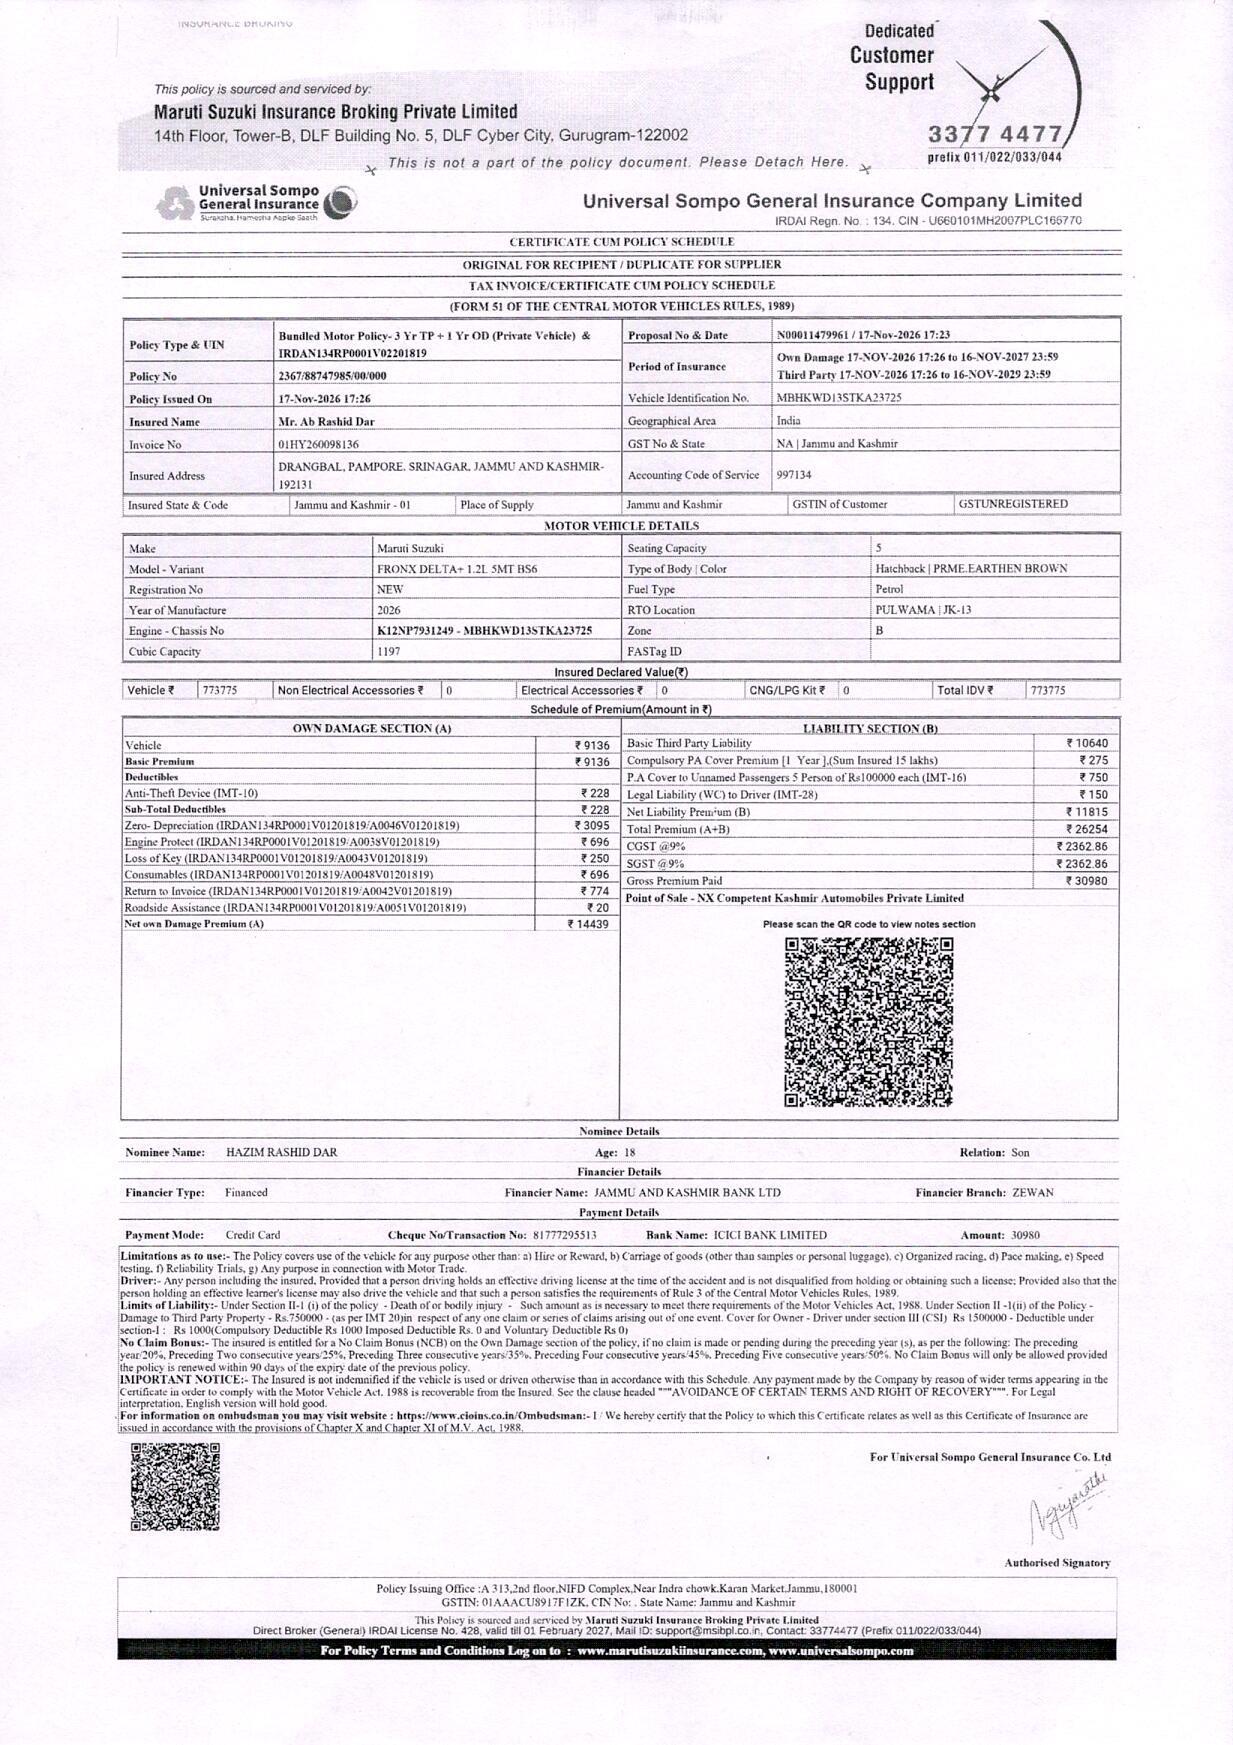 INSURANCE BROKING
Dedicated
Customer
Support
3377 4477
prefix 011/022/033/044
This policy is sourced and serviced by:
Maruti Suzuki Insurance Broking Private Limited
14th Floor, Tower-B, DLF Building No. 5, DLF Cyber City, Gurugram-122002
This is not a part of the policy document. Please Detach Here.
Universal Sompo
General Insurance
Suraksha, Hamesha Aapke Saath
Universal Sompo General Insurance Company Limited
IRDAI Regn. No. : 134. CIN - U660101MH2007PLC166770
CERTIFICATE CUM POLICY SCHEDULE
ORIGINAL FOR RECIPIENT / DUPLICATE FOR SUPPLIER
TAX INVOICE/CERTIFICATE CUM POLICY SCHEDULE
(FORM 51 OF THE CENTRAL MOTOR VEHICLES RULES, 1989)
Policy Type & UIN Bundled Motor Policy- 3 Yr TP + 1 Yr OD (Private Vehicle) & IRDAN134RP0001V02201819
Proposal No & Date N00011479961 / 17-Nov-2026 17:23
Period of Insurance Own Damage 17-NOV-2026 17:26 to 16-NOV-2027 23:59
Third Party 17-NOV-2026 17:26 to 16-NOV-2029 23:59
Policy No 2367/88747985/00/000
Policy Issued On 17-Nov-2026 17:26 Vehicle Identification No. MBHKWD13STKA23725
Insured Name Mr. Ab Rashid Dar Geographical Area India
Invoice No 01HY260098136 GST No & State NA | Jammu and Kashmir
Insured Address DRANGBAL, PAMPORE, SRINAGAR, JAMMU AND KASHMIR-192131 Accounting Code of Service 997134
Insured State & Code Jammu and Kashmir - 01 Place of Supply Jammu and Kashmir GSTIN of Customer GSTUNREGISTERED
MOTOR VEHICLE DETAILS
Make Maruti Suzuki Seating Capacity 5
Model - Variant FRONX DELTA+ 1.2L 5MT BS6 Type of Body | Color Hatchback | PRME.EARTHEN BROWN
Registration No NEW Fuel Type Petrol
Year of Manufacture 2026 RTO Location PULWAMA | JK-13
Engine - Chassis No K12NP7931249 - MBHKWD13STKA23725 Zone B
Cubic Capacity 1197 FASTag ID
Insured Declared Value(₹)
Vehicle ₹ 773775 Non Electrical Accessories ₹ 0 Electrical Accessories ₹ 0 CNG/LPG Kit ₹ 0 Total IDV ₹ 773775
Schedule of Premium(Amount in ₹)
OWN DAMAGE SECTION (A)
Vehicle ₹ 9136
Basic Premium ₹ 9136
Deductibles
Anti-Theft Device (IMT-10) ₹ 228
Sub-Total Deductibles ₹ 228
Zero- Depreciation (IRDAN134RP0001V01201819/A0046V01201819) ₹ 3095
Engine Protect (IRDAN134RP0001V01201819/A0038V01201819) ₹ 696
Loss of Key (IRDAN134RP0001V01201819/A0043V01201819) ₹ 250
Consumables (IRDAN134RP0001V01201819/A0048V01201819) ₹ 696
Return to Invoice (IRDAN134RP0001V01201819/A0042V01201819) ₹ 774
Roadside Assistance (IRDAN134RP0001V01201819/A0051V01201819) ₹ 20
Net own Damage Premium (A) ₹ 14439
LIABILITY SECTION (B)
Basic Third Party Liability ₹ 10640
Compulsory PA Cover Premium [1 Year],(Sum Insured 15 lakhs) ₹ 275
P.A Cover to Unnamed Passengers 5 Person of Rs100000 each (IMT-16) ₹ 750
Legal Liability (WC) to Driver (IMT-28) ₹ 150
Net Liability Premium (B) ₹ 11815
Total Premium (A+B) ₹ 26254
CGST @9% ₹ 2362.86
SGST @9% ₹ 2362.86
Gross Premium Paid ₹ 30980
Point of Sale - NX Competent Kashmir Automobiles Private Limited
Please scan the QR code to view notes section
Nominee Details
Nominee Name: HAZIM RASHID DAR Age: 18 Relation: Son
Financier Details
Financier Type: Financed Financier Name: JAMMU AND KASHMIR BANK LTD Financier Branch: ZEWAN
Payment Details
Payment Mode: Credit Card Cheque No/Transaction No: 81777295513 Bank Name: ICICI BANK LIMITED Amount: 30980
Limitations as to use:- The Policy covers use of the vehicle for any purpose other than: a) Hire or Reward, b) Carriage of goods (other than samples or personal luggage), c) Organized racing, d) Pace making, e) Speed
testing, f) Reliability Trials, g) Any purpose in connection with Motor Trade.
Driver:- Any person including the insured, Provided that a person driving holds an effective driving license at the time of the accident and is not disqualified from holding or obtaining such a license; Provided also that the
person holding an effective learner's license may also drive the vehicle and that such a person satisfies the requirements of Rule 3 of the Central Motor Vehicles Rules, 1989.
Limits of Liability:- Under Section II-1 (i) of the policy - Death of or bodily injury - Such amount as is necessary to meet there requirements of the Motor Vehicles Act, 1988. Under Section II -1(ii) of the Policy -
Damage to Third Party Property - Rs.750000 - (as per IMT 20)in respect of any one claim or series of claims arising out of one event. Cover for Owner - Driver under section III (CSI) Rs 1500000 - Deductible under
section-I : Rs 1000(Compulsory Deductible Rs 1000 Imposed Deductible Rs. 0 and Voluntary Deductible Rs 0)
No Claim Bonus:- The insured is entitled for a No Claim Bonus (NCB) on the Own Damage section of the policy, if no claim is made or pending during the preceding year (s), as per the following: The preceding
year/20%, Preceding Two consecutive years/25%, Preceding Three consecutive years/35%, Preceding Four consecutive years/45%, Preceding Five consecutive years/50%. No Claim Bonus will only be allowed provided
the policy is renewed within 90 days of the expiry date of the previous policy.
IMPORTANT NOTICE:- The Insured is not indemnified if the vehicle is used or driven otherwise than in accordance with this Schedule. Any payment made by the Company by reason of wider terms appearing in the
Certificate in order to comply with the Motor Vehicle Act, 1988 is recoverable from the Insured. See the clause headed """AVOIDANCE OF CERTAIN TERMS AND RIGHT OF RECOVERY""". For Legal
interpretation, English version will hold good.
For information on ombudsman you may visit website : https://www.cioins.co.in/Ombudsman:- I / We hereby certify that the Policy to which this Certificate relates as well as this Certificate of Insurance are
issued in accordance with the provisions of Chapter X and Chapter XI of M.V. Act, 1988.
For Universal Sompo General Insurance Co. Ltd
Authorised Signatory
Policy Issuing Office :A 313,2nd floor,NIFD Complex,Near Indra chowk,Karan Market,Jammu,180001
GSTIN: 01AAACU8917F1ZK, CIN No: . State Name: Jammu and Kashmir
This Policy is sourced and serviced by Maruti Suzuki Insurance Broking Private Limited
Direct Broker (General) IRDAI License No. 428, valid till 01 February 2027, Mail ID: support@msibpl.co.in, Contact: 33774477 (Prefix 011/022/033/044)
For Policy Terms and Conditions Log on to : www.marutisuzukiinsurance.com, www.universalsompo.com